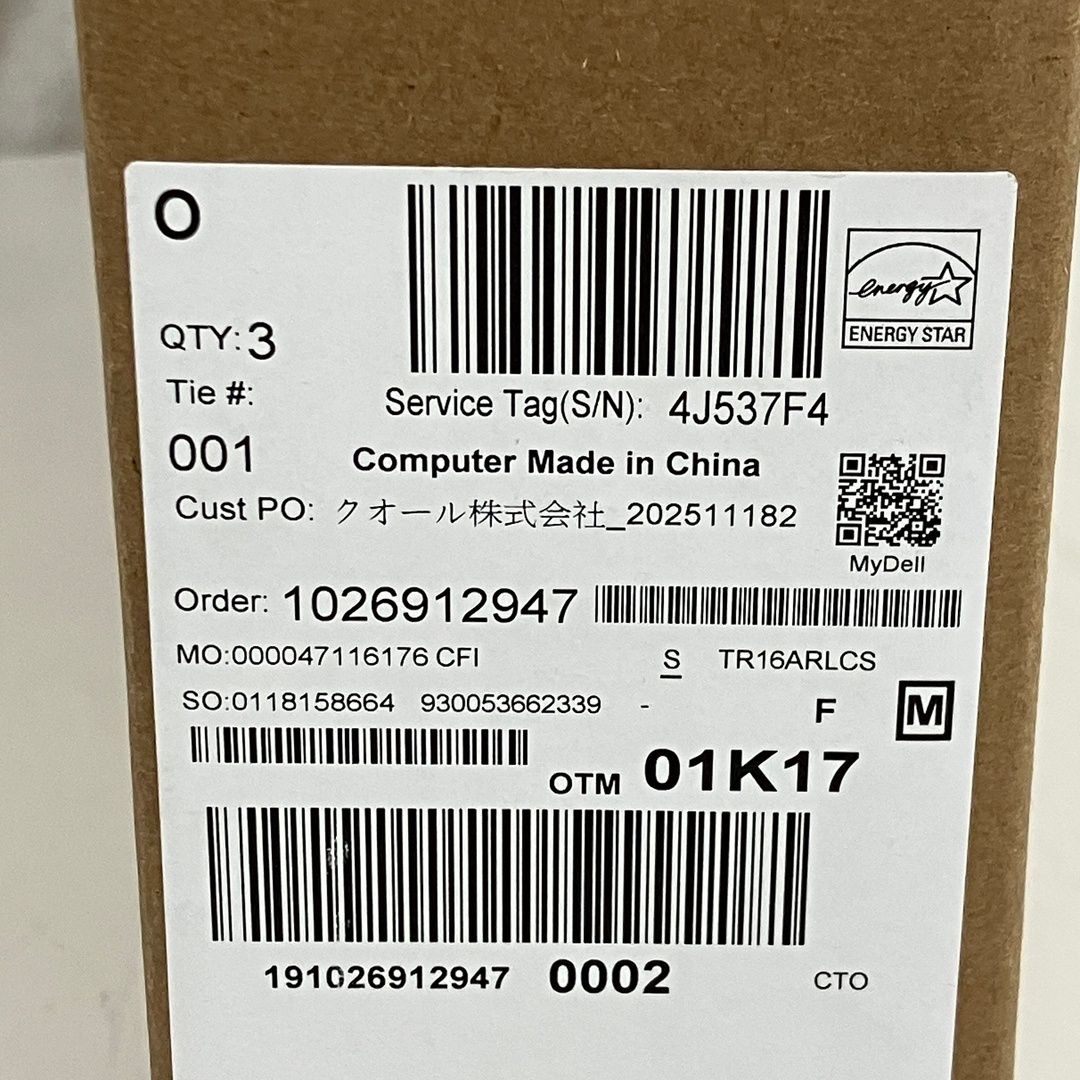 O
energy
ENERGY STAR
QTY: 3
Tie #:
Service Tag(S/N): 4J537F4
001
Computer Made in China
Cust PO: クオール株式会社_202511182
MyDell
Order: 1026912947
MO:000047116176 CFI S TR16ARLCS
SO:0118158664 930053662339 - F M
OTM 01K17
191026912947 0002 CTO